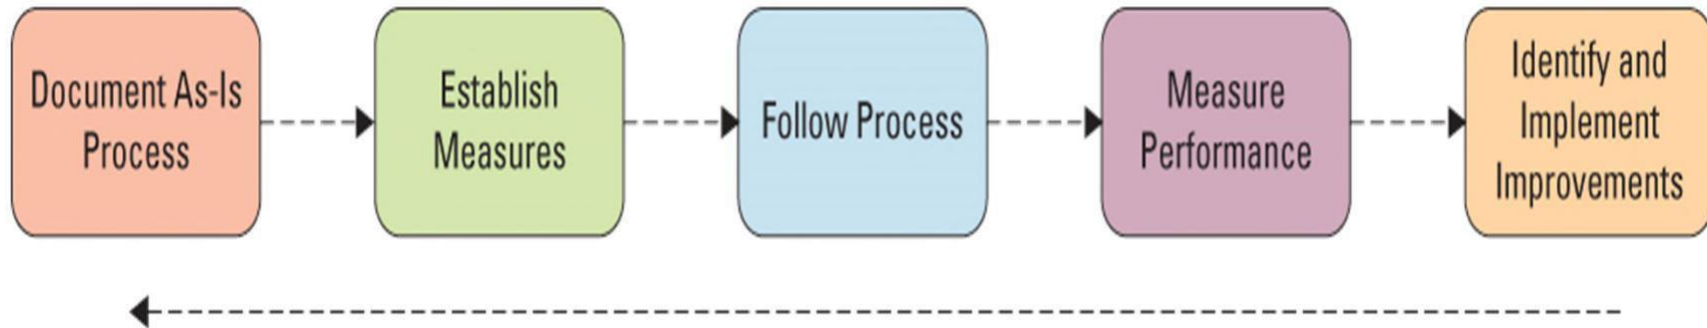 Document As-Is
Process
Establish
Measures
Follow Process
Measure
Performance
Identify and
Implement
Improvements